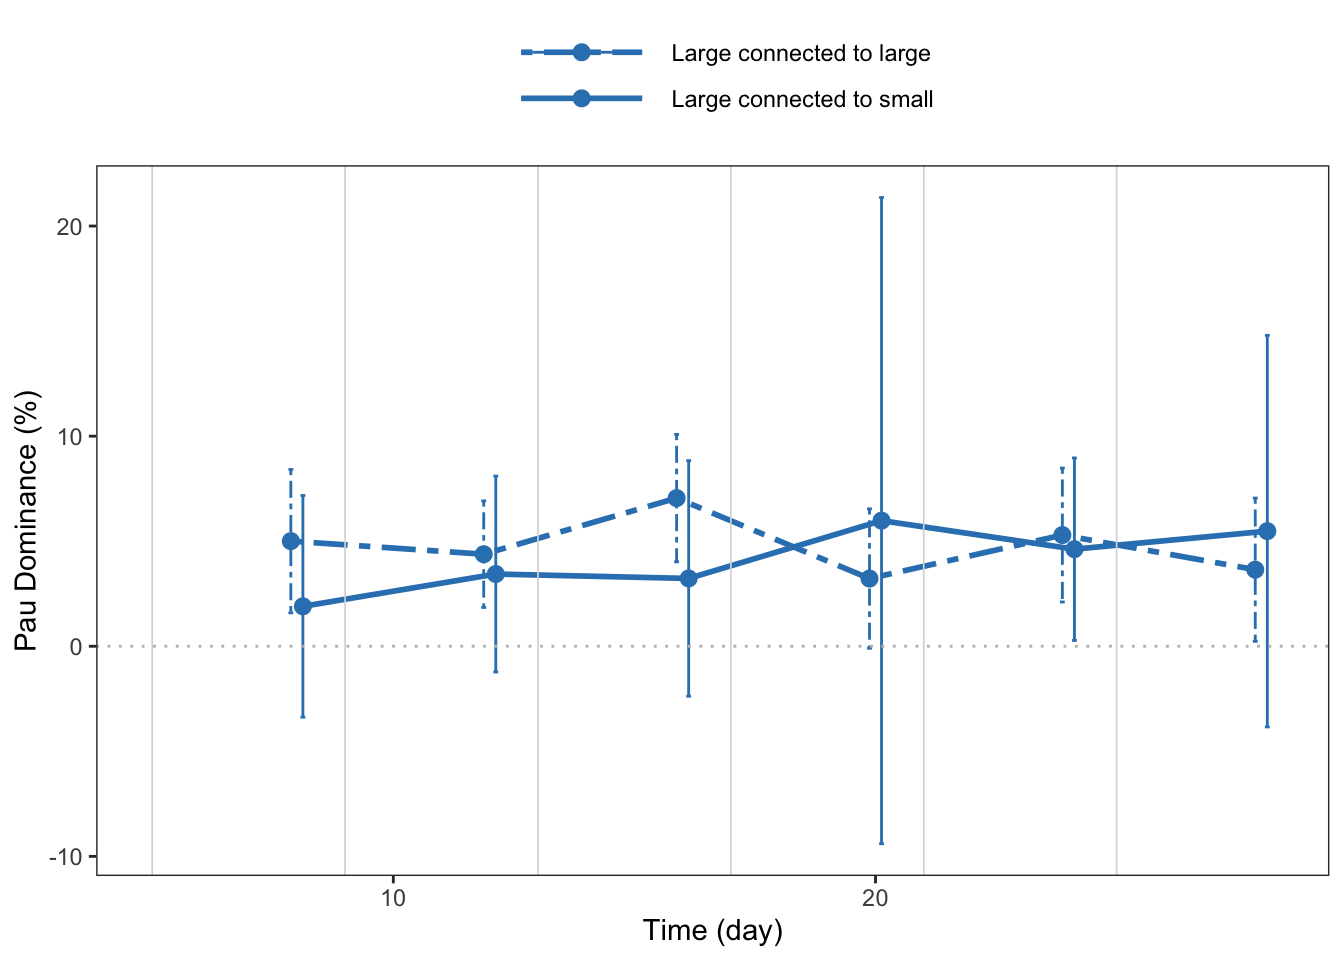 Large connected to large
Large connected to small
20
10
0
-10
Pau Dominance (%)
10
20
Time (day)